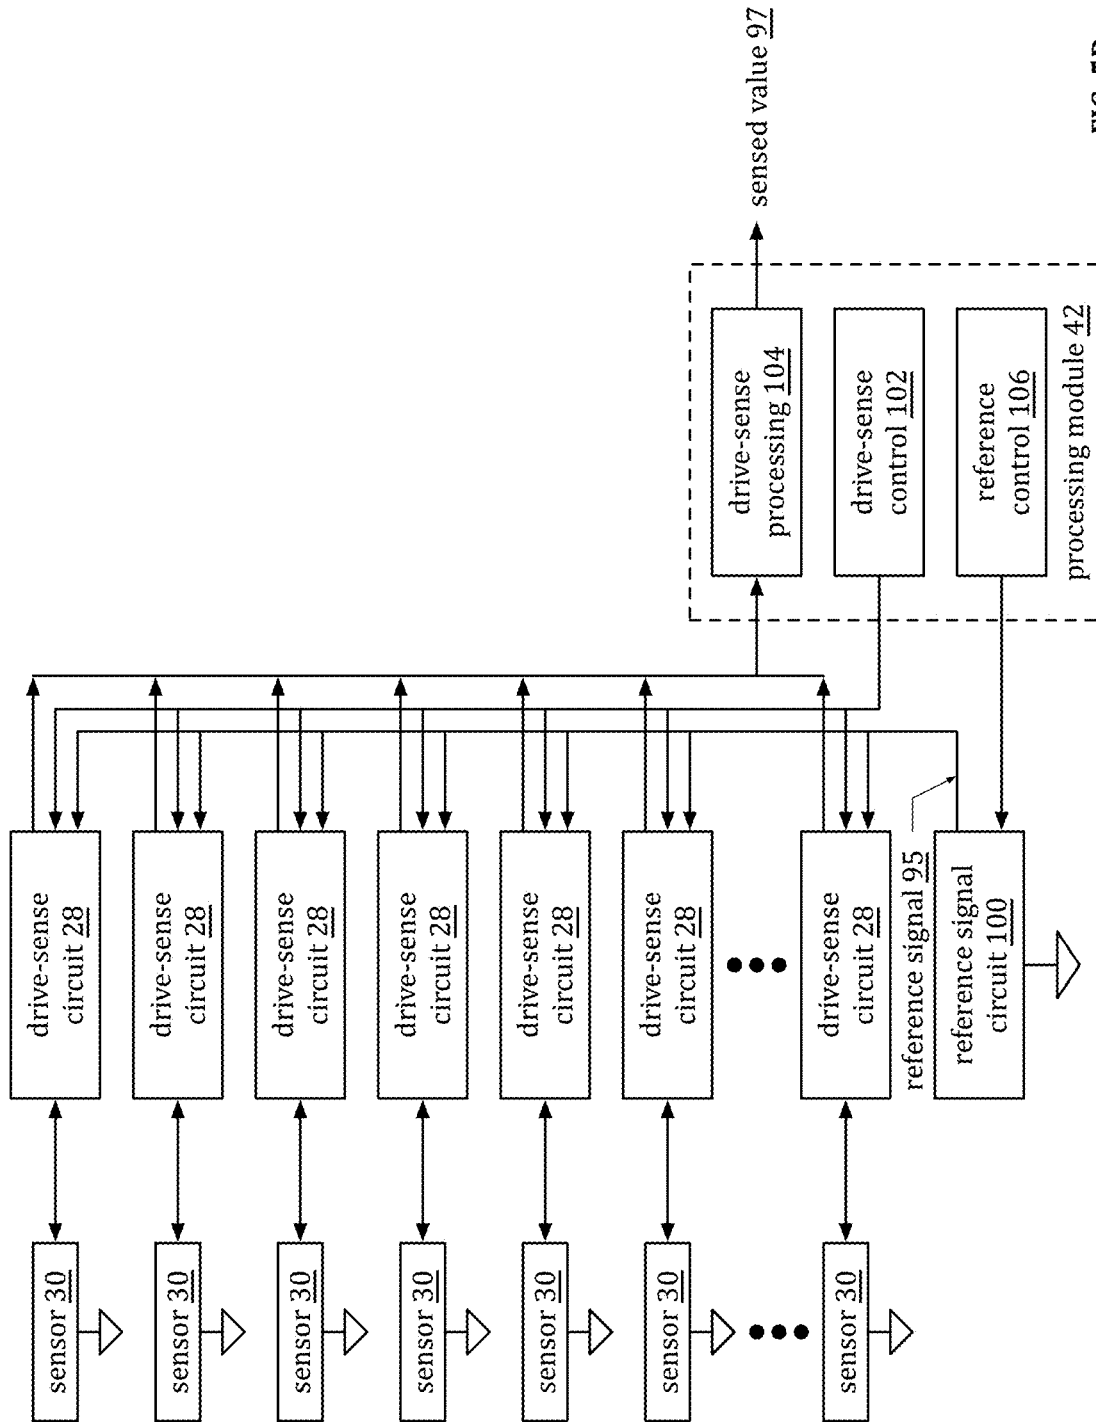 sensor 30
sensor 30
sensor 30
sensor 30
sensor 30
sensor 30
sensor 30
drive-sense
circuit 28
drive-sense
circuit 28
drive-sense
circuit 28
drive-sense
circuit 28
drive-sense
circuit 28
drive-sense
circuit 28
drive-sense
circuit 28
reference signal 95
reference signal
circuit 100
drive-sense
processing 104
drive-sense
control 102
reference
control 106
processing module 42
sensed value 97